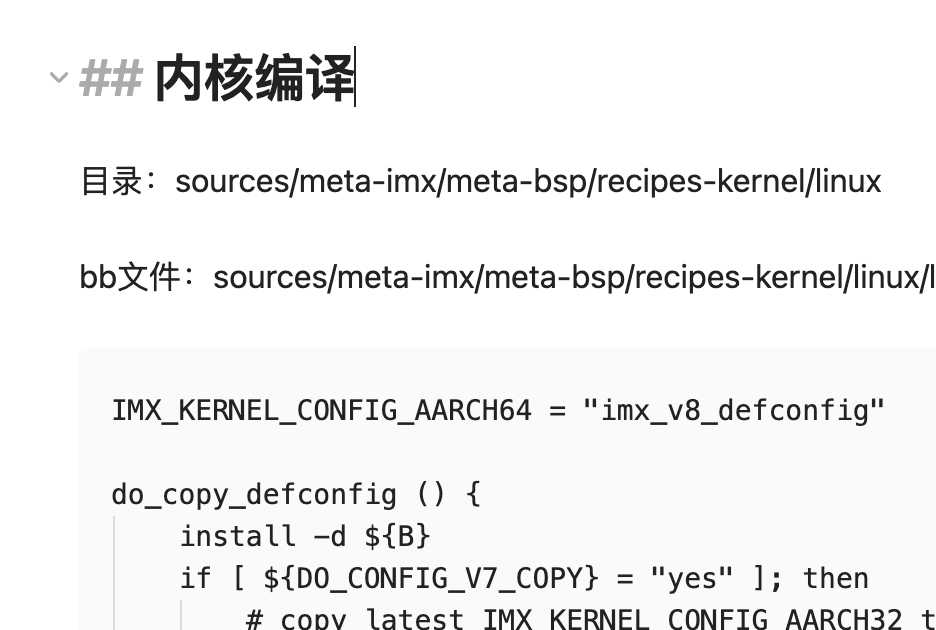 ## 内核编译
目录：sources/meta-imx/meta-bsp/recipes-kernel/linux
bb文件：sources/meta-imx/meta-bsp/recipes-kernel/linux/l
IMX_KERNEL_CONFIG_AARCH64 = "imx_v8_defconfig"
do_copy_defconfig () {
install -d ${B}
if [ ${DO_CONFIG_V7_COPY} = "yes" ]; then
# copy latest IMX_KERNEL_CONFIG_AARCH32 t